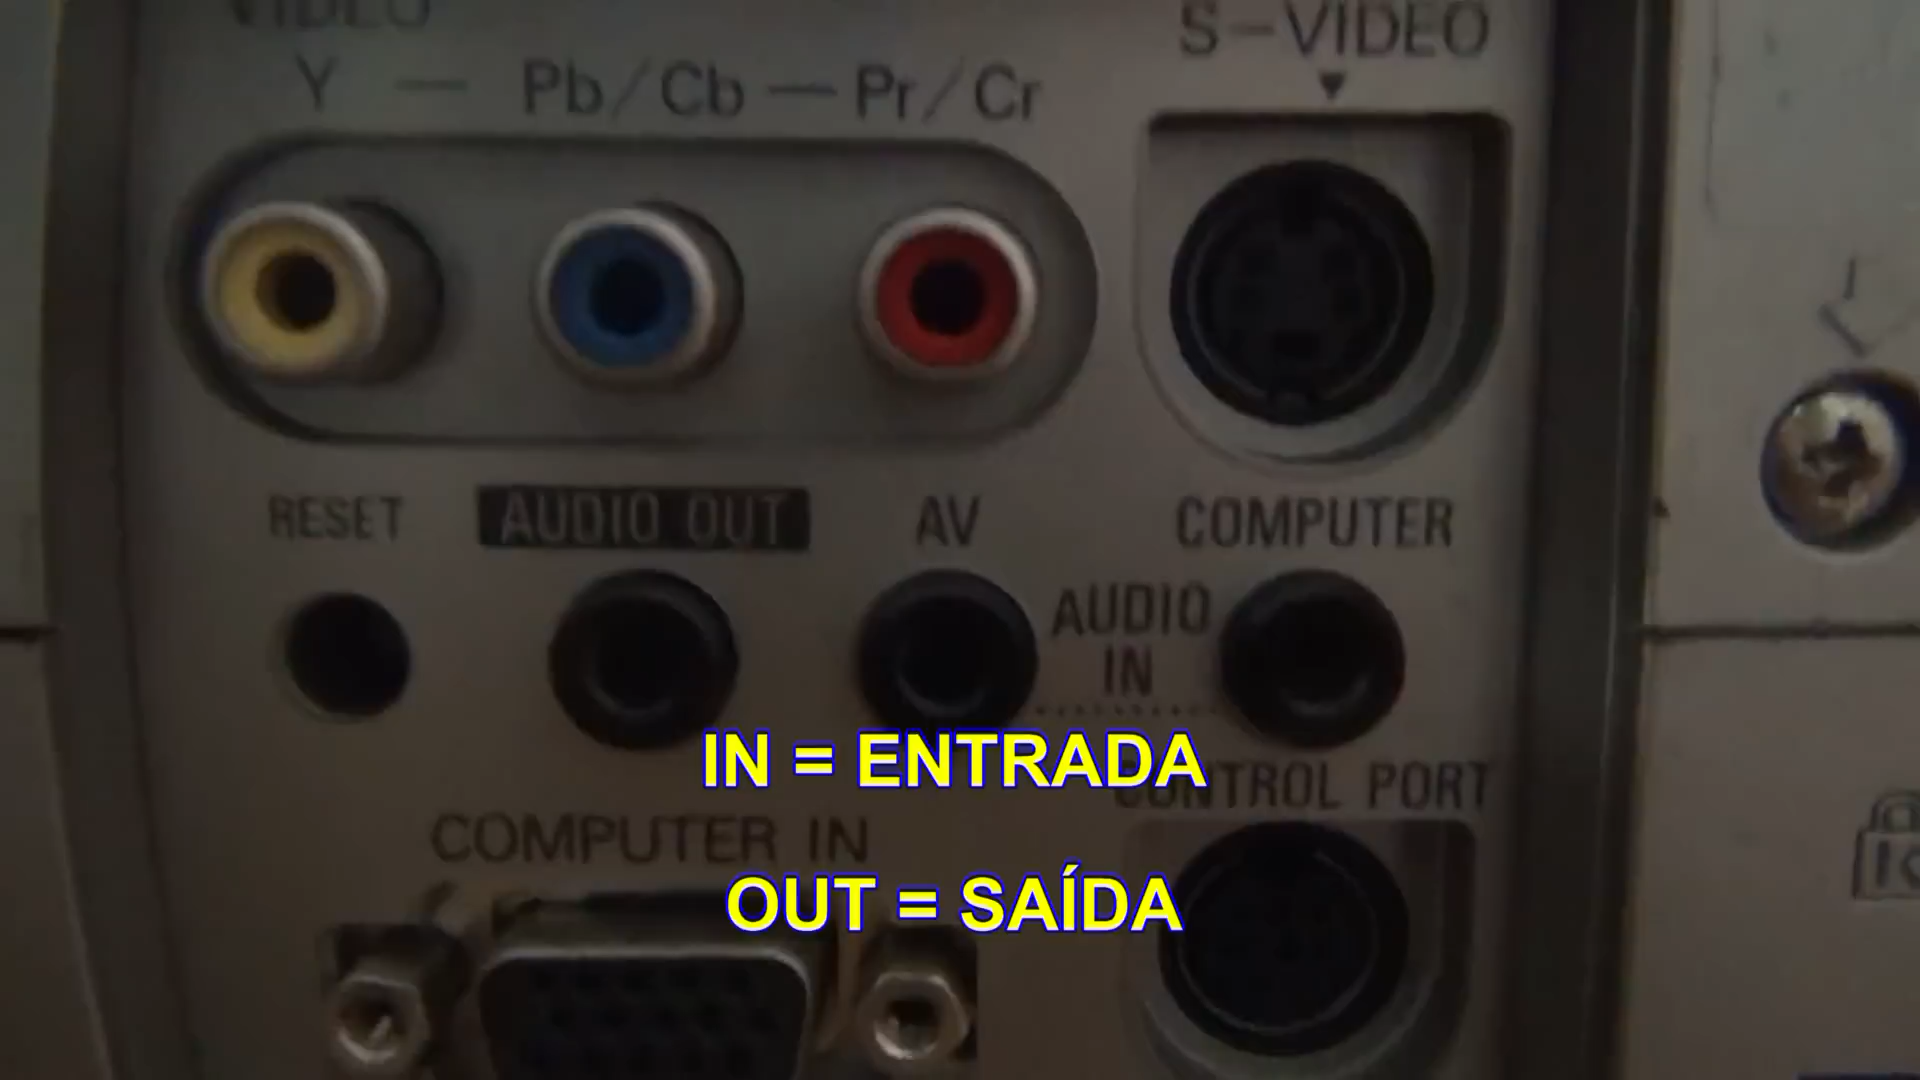 VIDEO
S-VIDEO
Y — Pb/Cb — Pr/Cr
RESET
AUDIO OUT
AV
COMPUTER
AUDIO
IN
IN = ENTRADA
CONTROL PORT
COMPUTER IN
OUT = SAÍDA